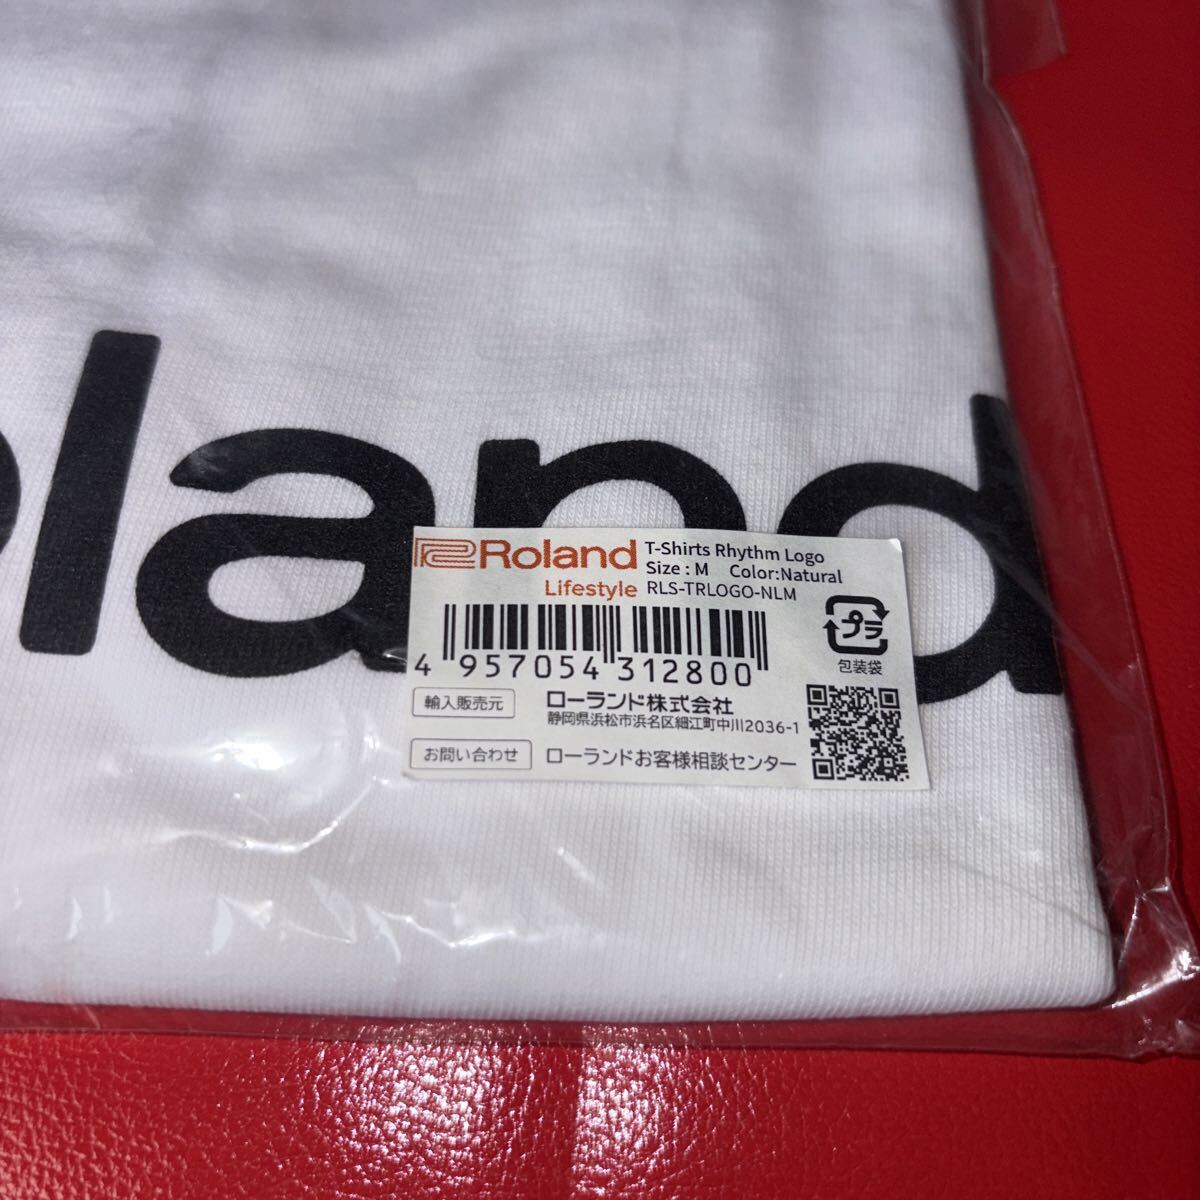 oland
Roland
Lifestyle
T-Shirts Rhythm Logo
Size : M Color:Natural
RLS-TRLOGO-NLM
4 957054 312800
プラ
包装袋
輸入販売元
ローランド株式会社
静岡県浜松市浜名区細江町中川2036-1
お問い合わせ
ローランドお客様相談センター